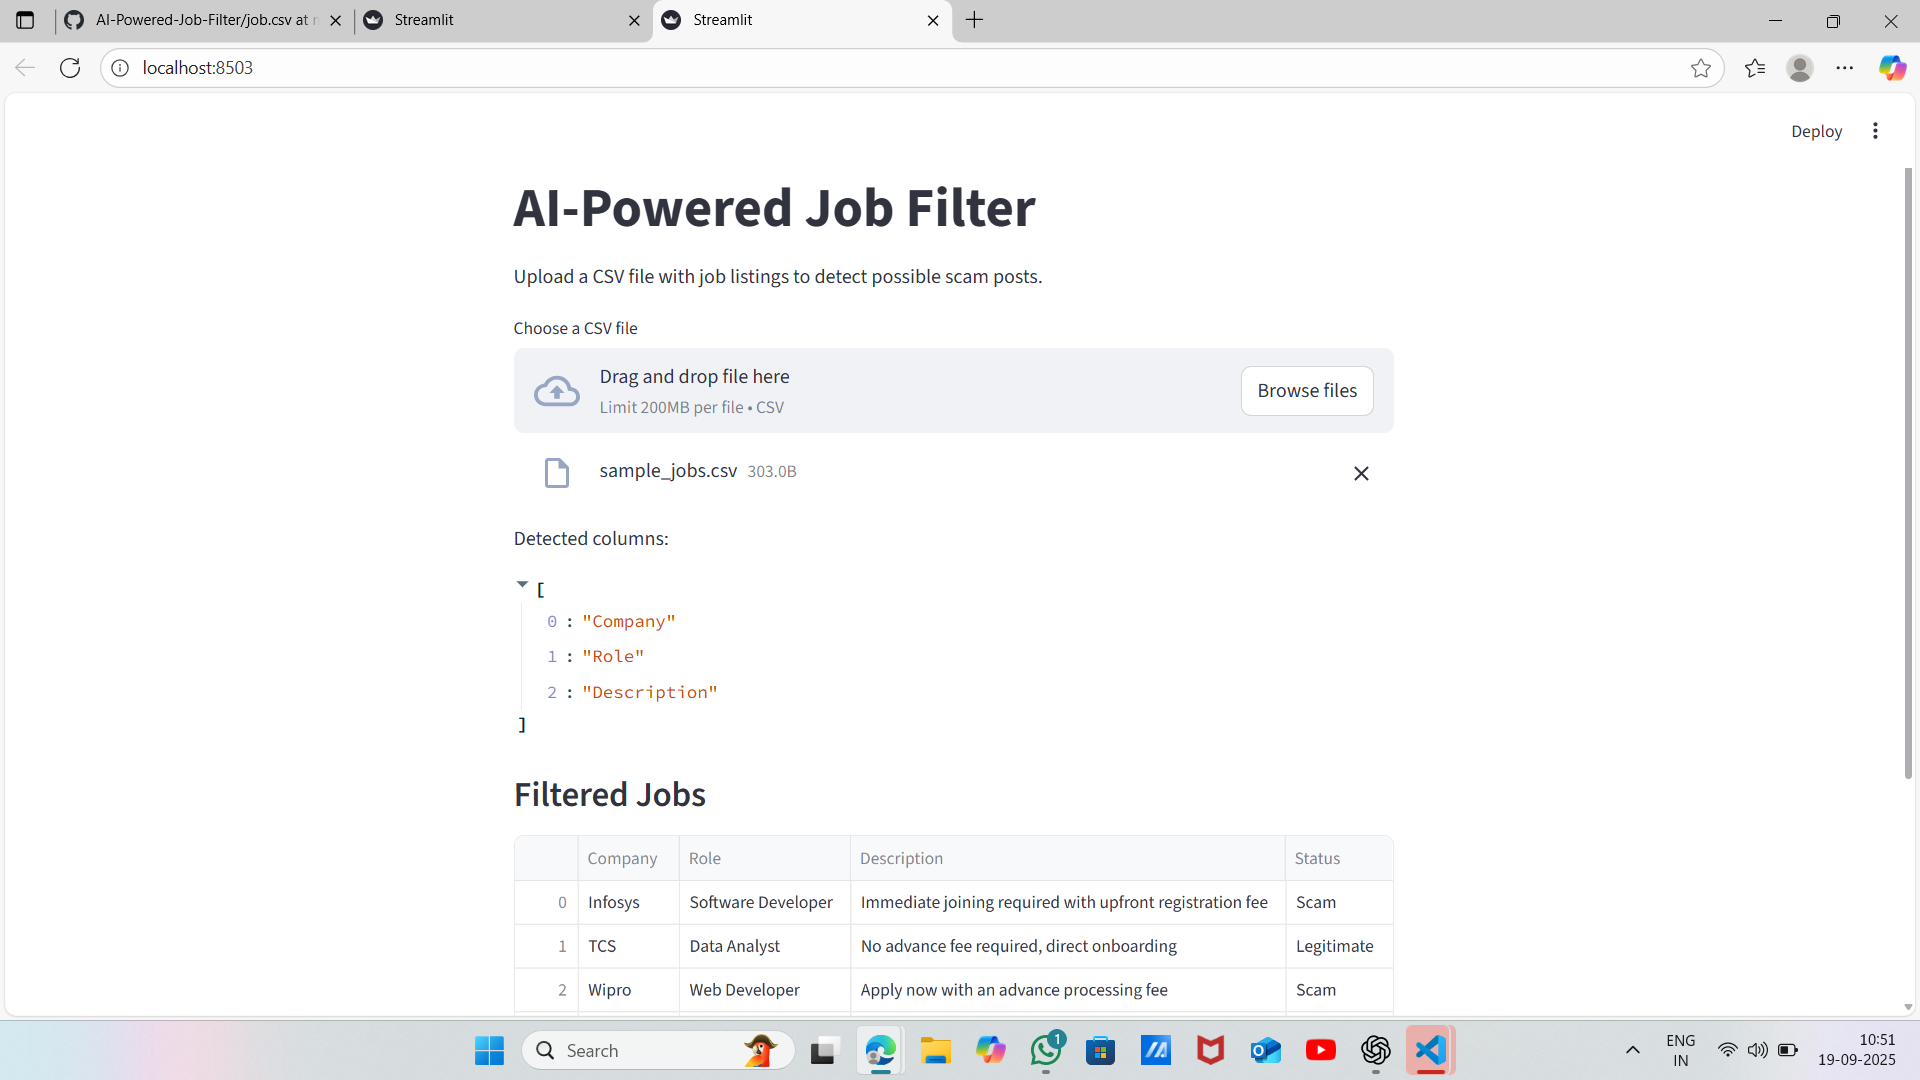 AI-Powered-Job-Filter/job.csv at
Streamlit
Streamlit
localhost:8503
Deploy
AI-Powered Job Filter
Upload a CSV file with job listings to detect possible scam posts.
Choose a CSV file
Drag and drop file here
Limit 200MB per file • CSV
Browse files
sample_jobs.csv 303.0B
Detected columns:
[
0 : "Company"
1 : "Role"
2 : "Description"
]
Filtered Jobs
Company Role Description Status
0 Infosys Software Developer Immediate joining required with upfront registration fee Scam
1 TCS Data Analyst No advance fee required, direct onboarding Legitimate
2 Wipro Web Developer Apply now with an advance processing fee Scam
Search
1
ENG
IN
10:51
19-09-2025